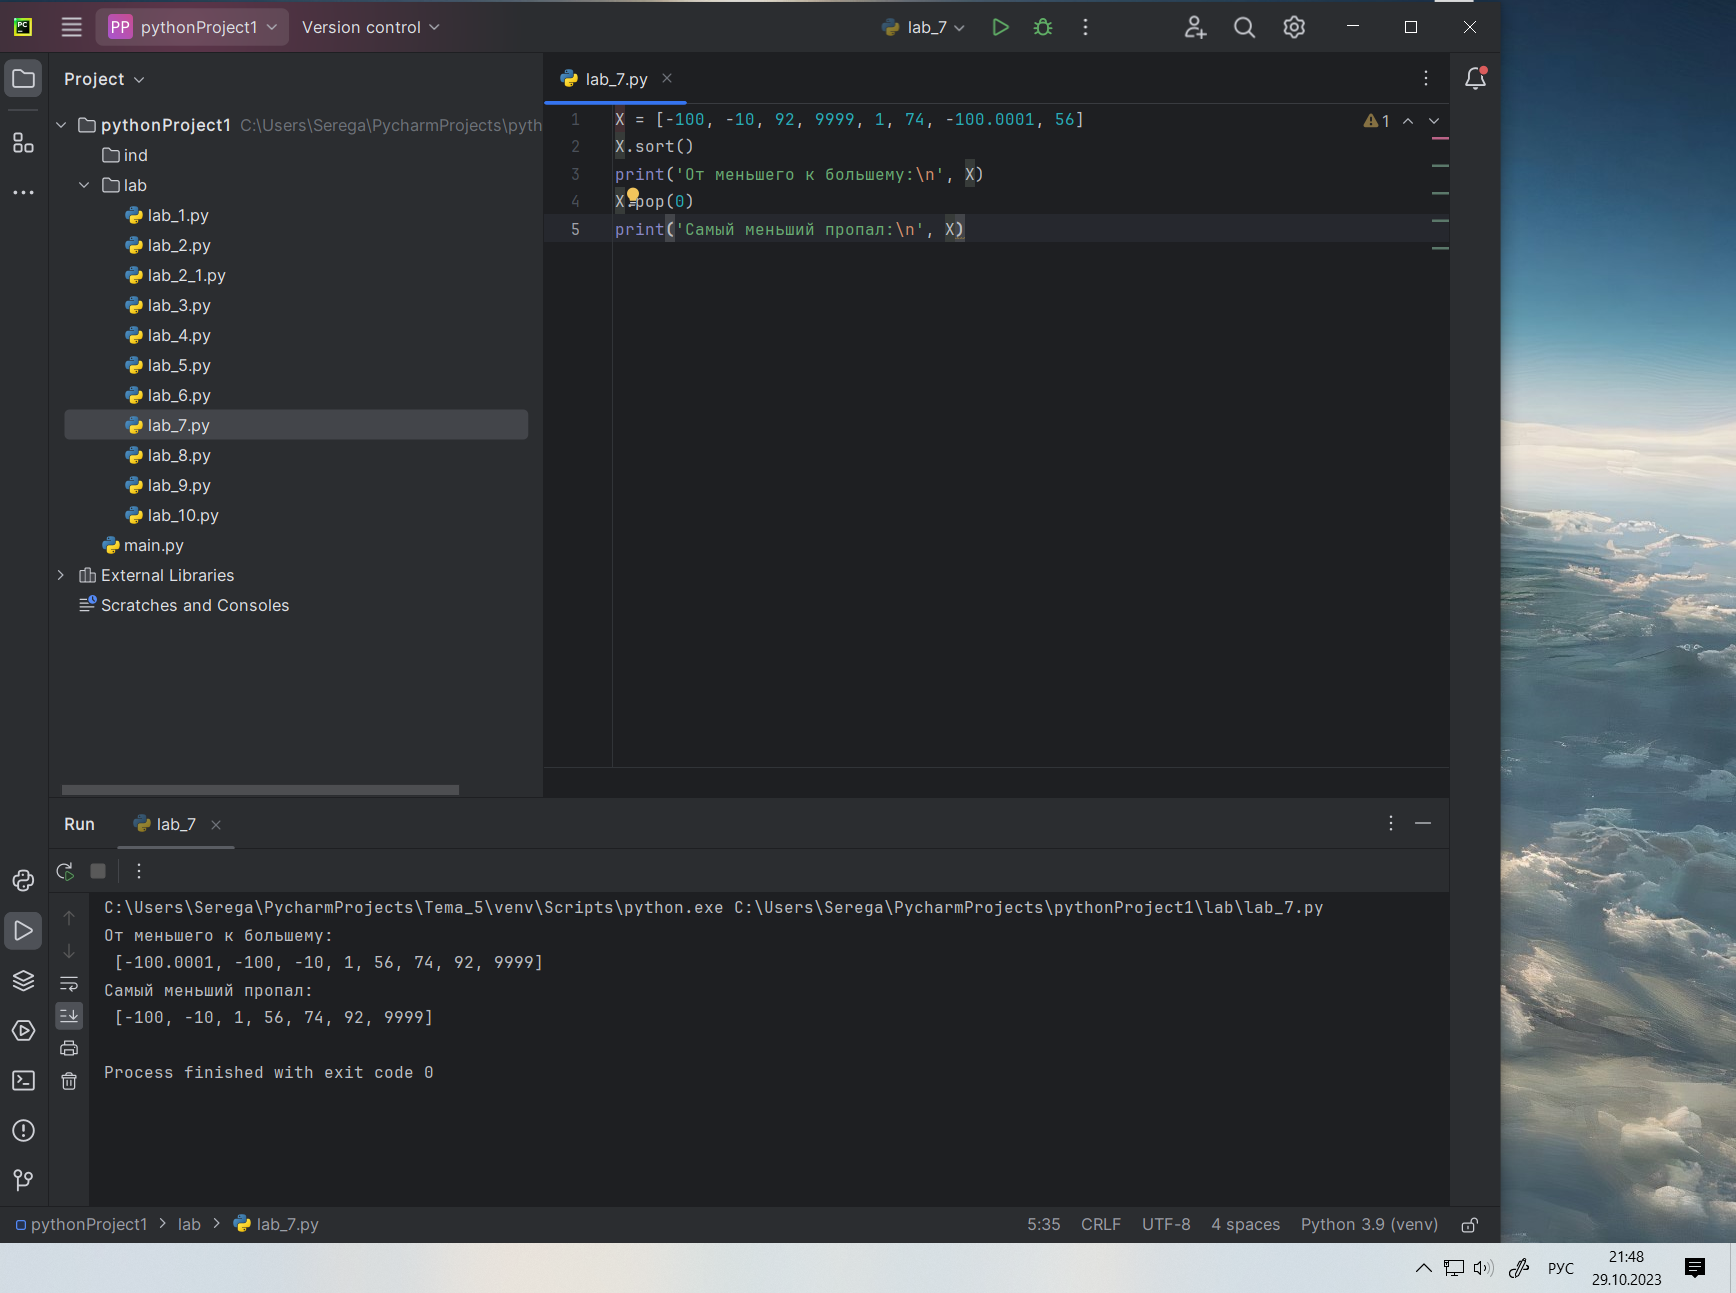 PC
PP pythonProject1 Version control lab_7
Project
lab_7.py
pythonProject1 C:\Users\Serega\PycharmProjects\pyth
ind
lab
lab_1.py
lab_2.py
lab_2_1.py
lab_3.py
lab_4.py
lab_5.py
lab_6.py
lab_7.py
lab_8.py
lab_9.py
lab_10.py
main.py
External Libraries
Scratches and Consoles
1 X = [-100, -10, 92, 9999, 1, 74, -100.0001, 56]
2 X.sort()
3 print('От меньшего к большему:\n', X)
4 X.pop(0)
5 print('Самый меньший пропал:\n', X)
1
Run lab_7
C:\Users\Serega\PycharmProjects\Tema_5\venv\Scripts\python.exe C:\Users\Serega\PycharmProjects\pythonProject1\lab\lab_7.py
От меньшего к большему:
[-100.0001, -100, -10, 1, 56, 74, 92, 9999]
Самый меньший пропал:
[-100, -10, 1, 56, 74, 92, 9999]
Process finished with exit code 0
pythonProject1 > lab > lab_7.py 5:35 CRLF UTF-8 4 spaces Python 3.9 (venv)
РУС
21:48
29.10.2023